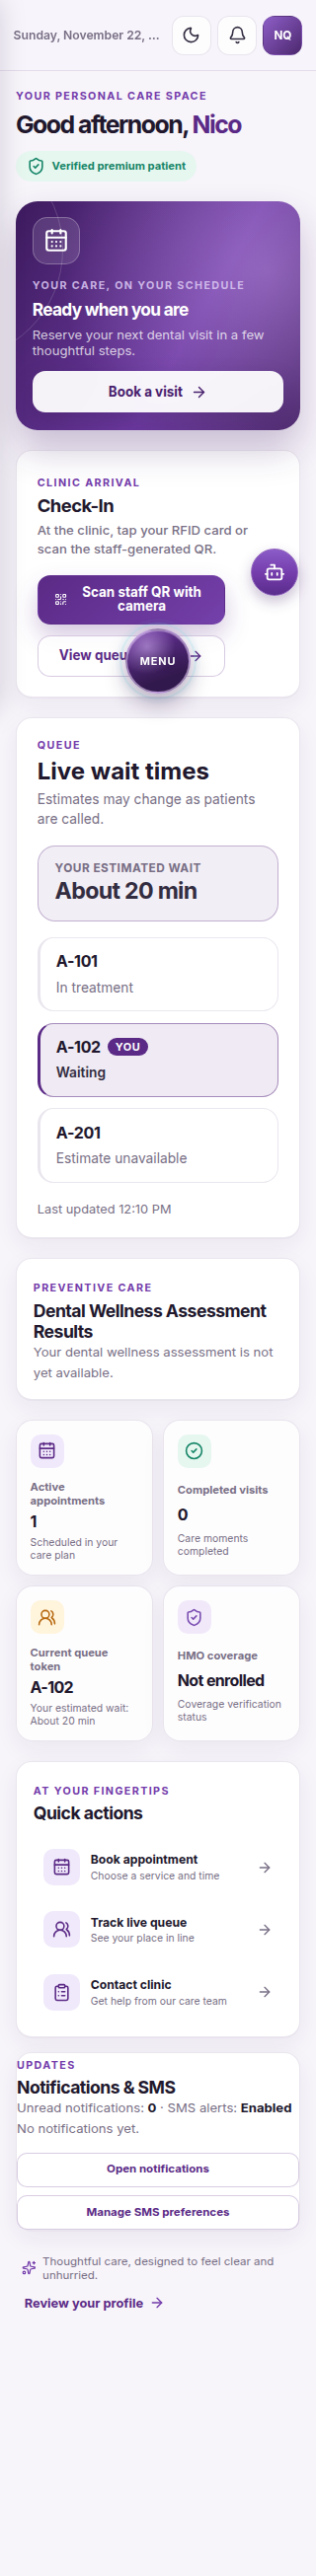 Sunday, November 22, ...
NQ
YOUR PERSONAL CARE SPACE
Good afternoon, Nico
Verified premium patient
YOUR CARE, ON YOUR SCHEDULE
Ready when you are
Reserve your next dental visit in a few
thoughtful steps.
Book a visit
CLINIC ARRIVAL
Check-In
At the clinic, tap your RFID card or
scan the staff-generated QR.
Scan staff QR with
camera
View queu
MENU
QUEUE
Live wait times
Estimates may change as patients
are called.
YOUR ESTIMATED WAIT
About 20 min
A-101
In treatment
A-102 YOU
Waiting
A-201
Estimate unavailable
Last updated 12:10 PM
PREVENTIVE CARE
Dental Wellness Assessment
Results
Your dental wellness assessment is not
yet available.
Active
appointments
1
Scheduled in your
care plan
Completed visits
0
Care moments
completed
Current queue
token
A-102
Your estimated wait:
About 20 min
HMO coverage
Not enrolled
Coverage verification
status
AT YOUR FINGERTIPS
Quick actions
Book appointment
Choose a service and time
Track live queue
See your place in line
Contact clinic
Get help from our care team
UPDATES
Notifications & SMS
Unread notifications: 0 · SMS alerts: Enabled
No notifications yet.
Open notifications
Manage SMS preferences
Thoughtful care, designed to feel clear and
unhurried.
Review your profile